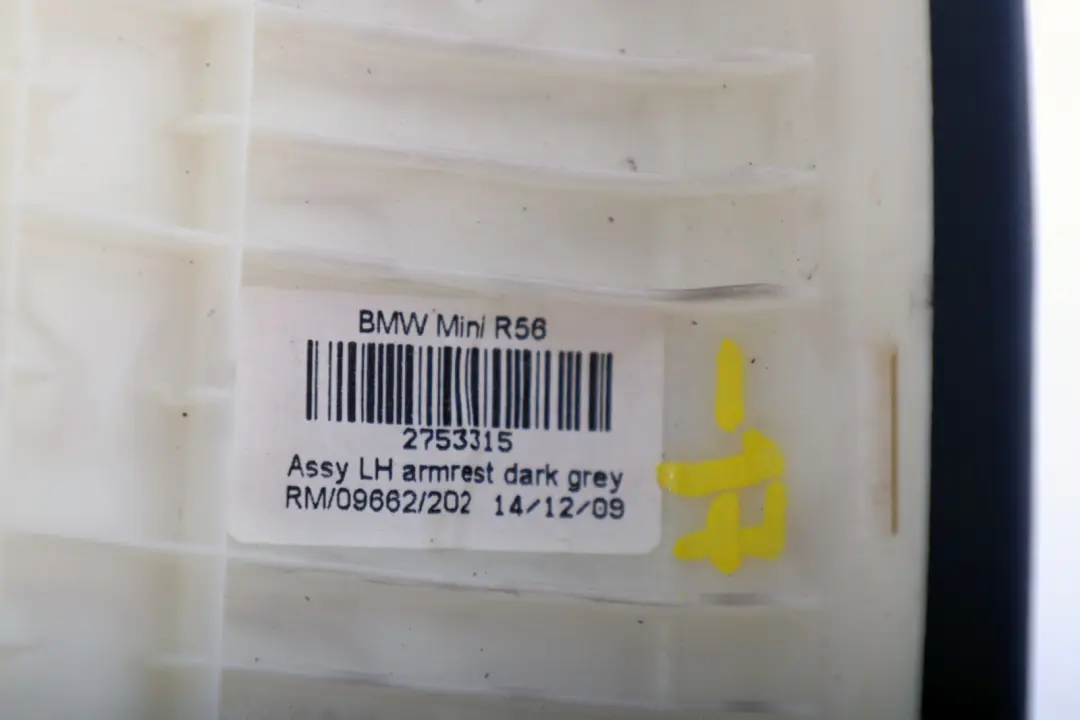 BMW Mini R56
2753315
Assy LH armrest dark grey
RM/09662/202 14/12/09